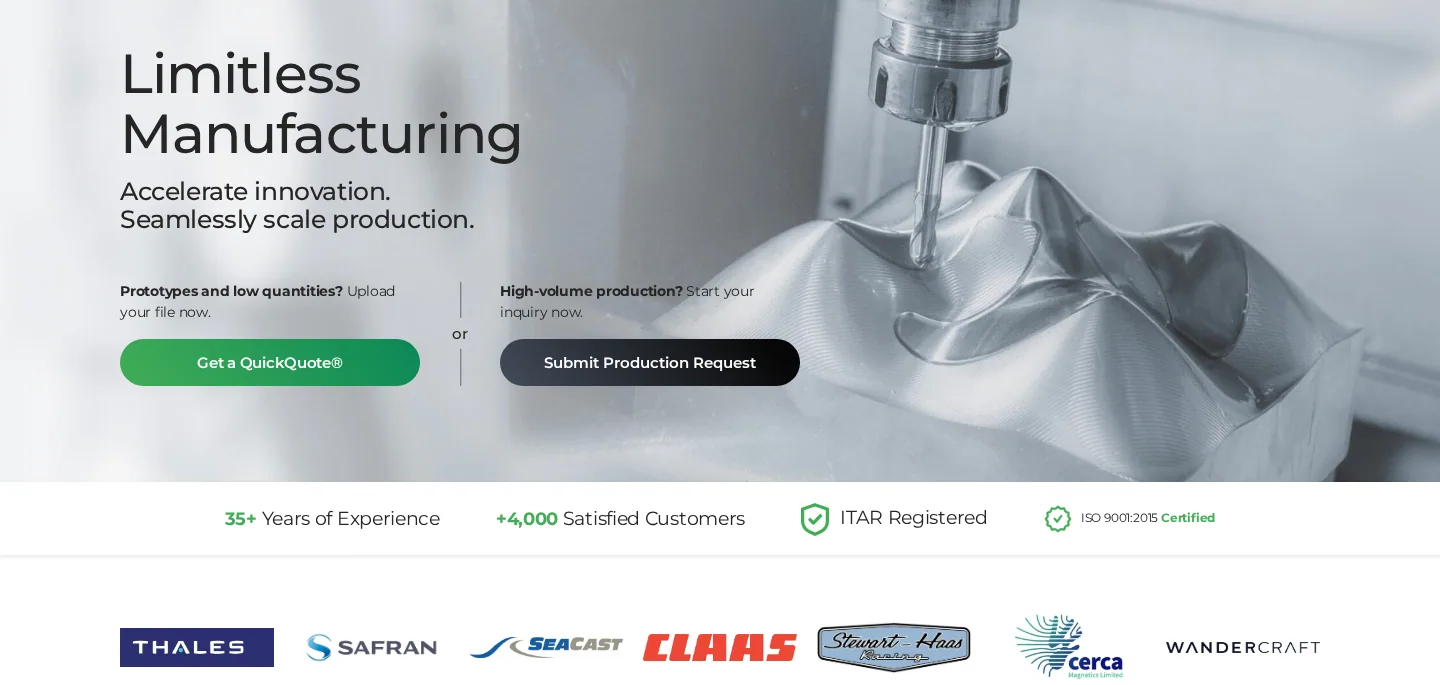 Limitless
Manufacturing
Accelerate innovation.
Seamlessly scale production.
Prototypes and low quantities? Upload
your file now.
Get a QuickQuote®
or
High-volume production? Start your
inquiry now.
Submit Production Request
35+ Years of Experience
+4,000 Satisfied Customers
ITAR Registered
ISO 9001:2015 Certified
THALES
SAFRAN
SEACAST
CLAAS
Stewart-Haas
Racing
cerca
Magnetics Limited
WANDERCRAFT